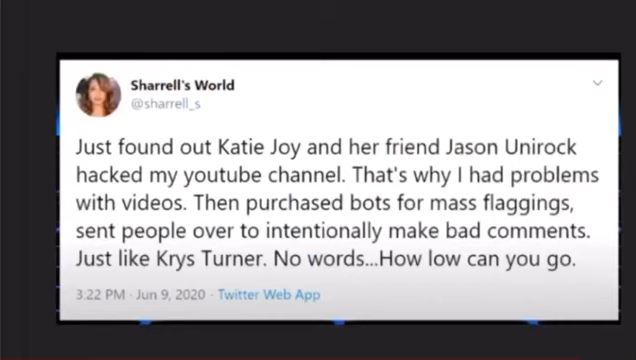 Sharrell's World
@sharrell_s
Just found out Katie Joy and her friend Jason Unirock
hacked my youtube channel. That's why I had problems
with videos. Then purchased bots for mass flaggings,
sent people over to intentionally make bad comments.
Just like Krys Turner. No words...How low can you go.
3:22 PM · Jun 9, 2020 · Twitter Web App